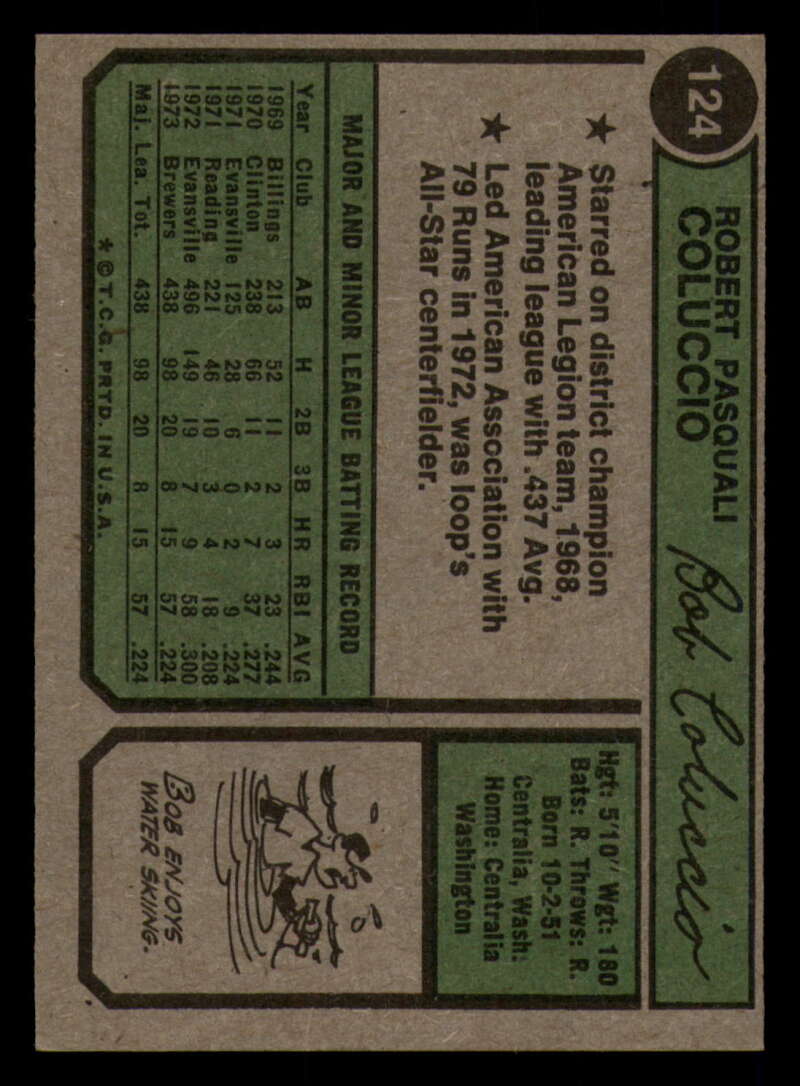 124
ROBERT PASQUALI
COLUCCIO
Bob Coluccio
★ Starred on district champion
American Legion team, 1968,
leading league with .437 Avg.
★ Led American Association with
79 Runs in 1972, was loop's
All-Star centerfielder.
Hgt: 5'10" Wgt: 180
Bats: R. Throws: R.
Born 10-2-51
Centralia, Wash.
Home: Centralia
Washington
MAJOR AND MINOR LEAGUE BATTING RECORD
Year Club AB H 2B 3B HR RBI AVG
1969 Billings 213 52 11 2 3 23 .244
1970 Clinton 238 66 11 2 7 37 .277
1971 Evansville 125 28 6 0 2 9 .224
1971 Reading 221 46 10 3 4 18 .208
1972 Evansville 496 149 19 7 9 58 .300
1973 Brewers 438 98 20 8 15 57 .224
Maj. Lea. Tot. 438 98 20 8 15 57 .224
* © T.C.G. PRTD. IN U.S.A.
BOB ENJOYS
WATER SKIING.